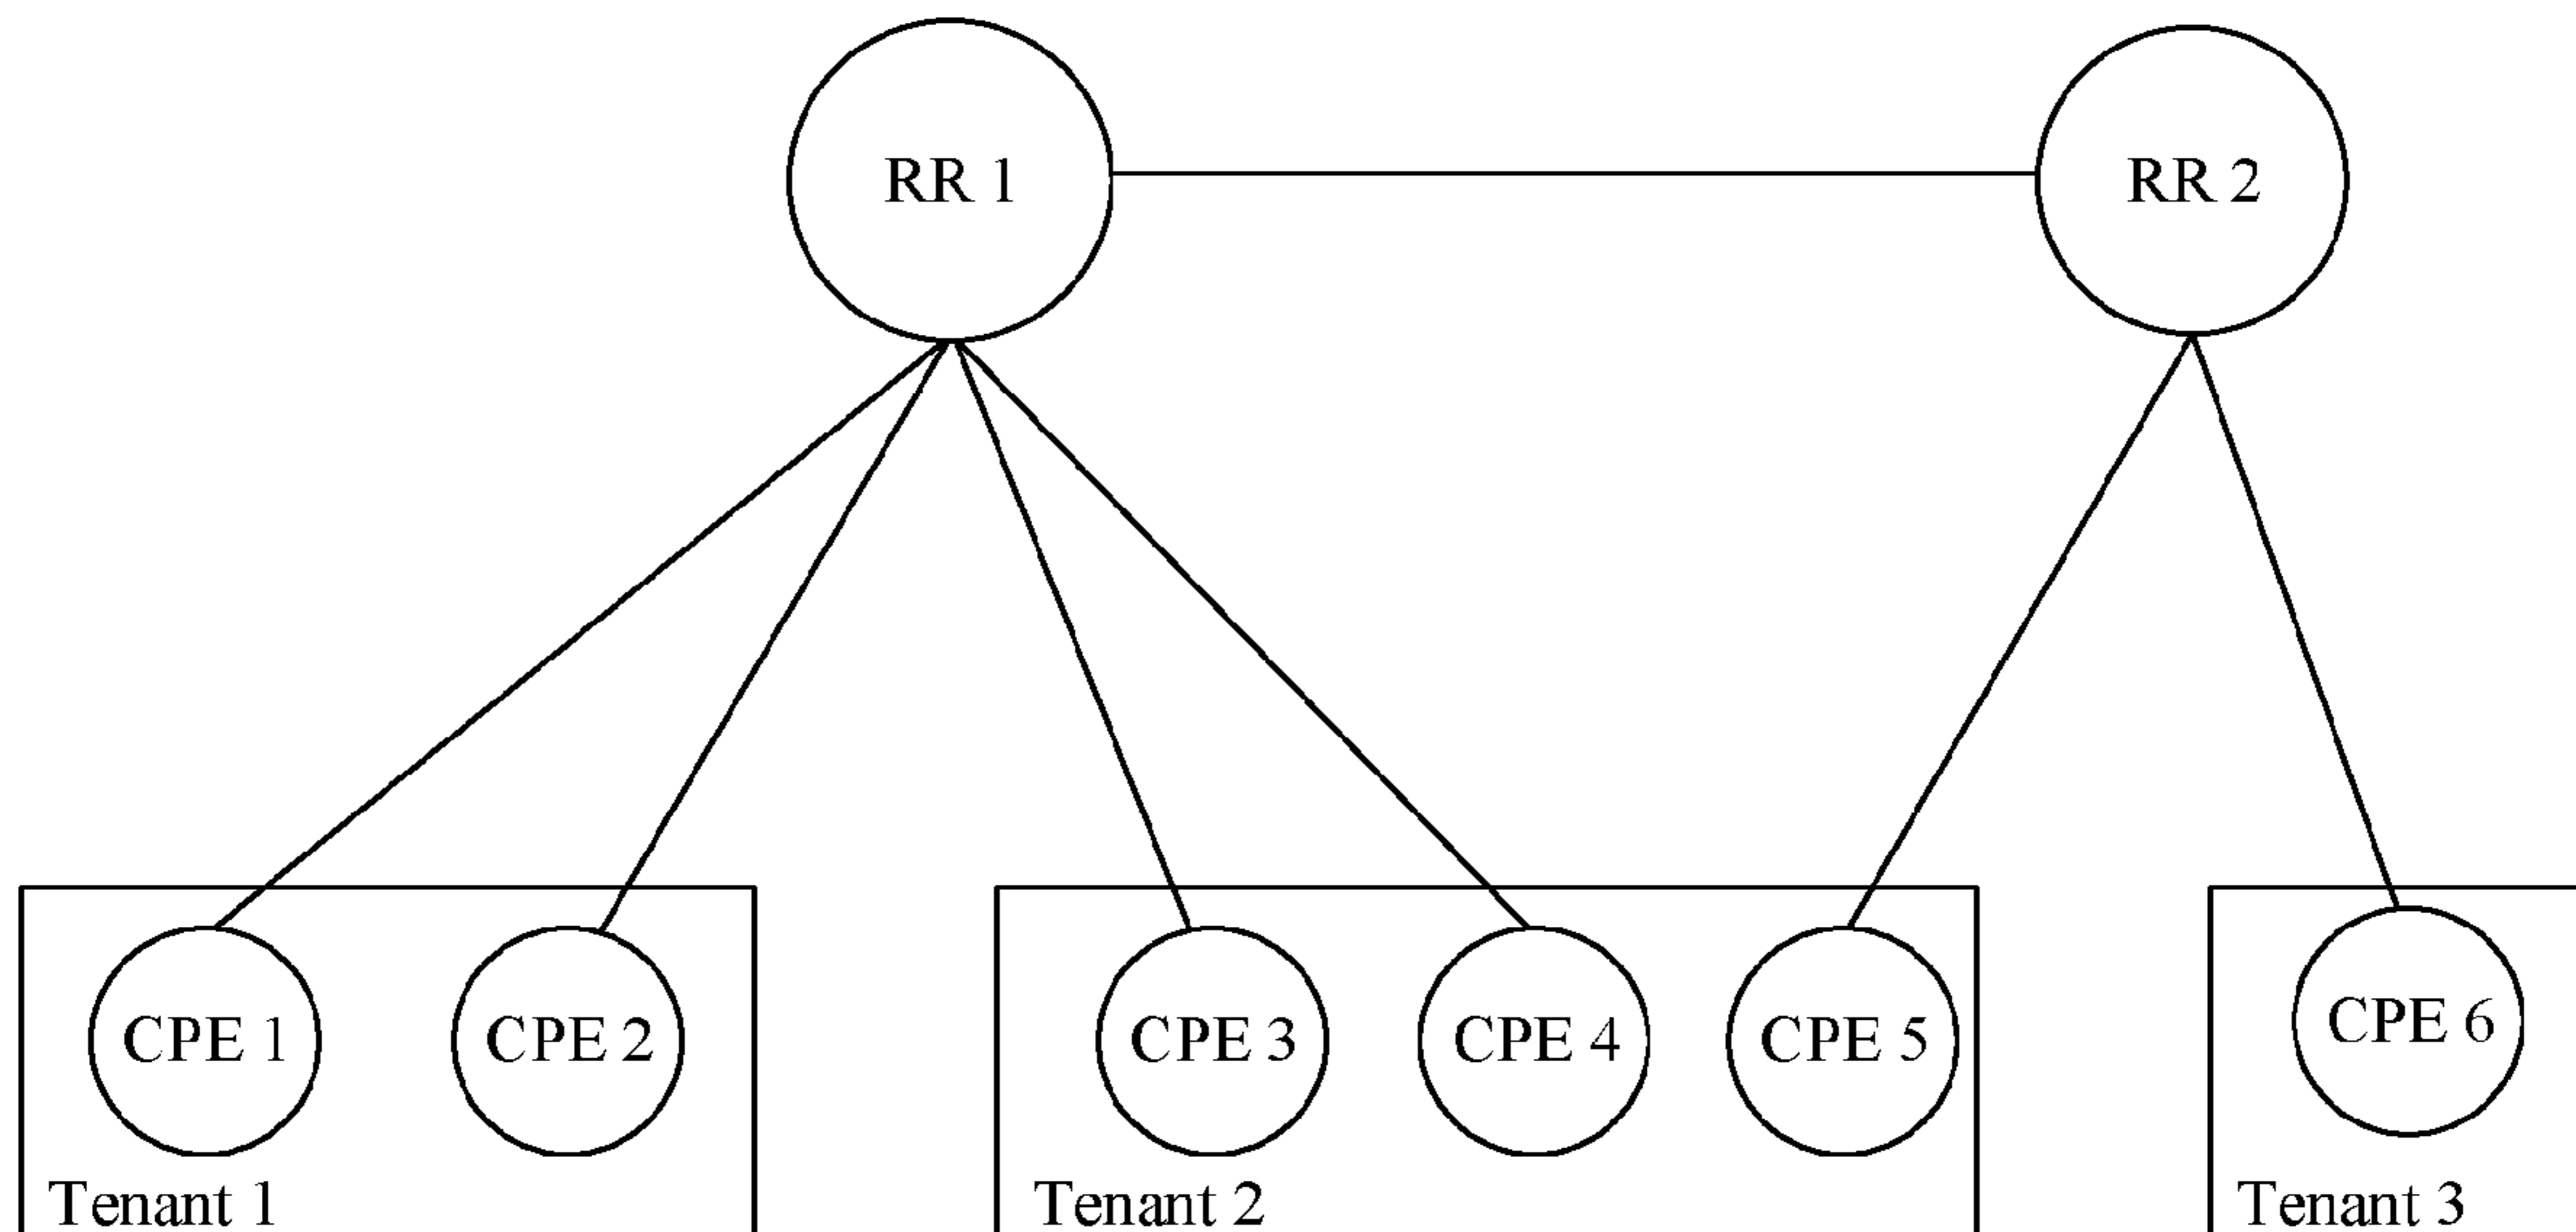 RR 1
RR 2
CPE 1
CPE 2
CPE 3
CPE 4
CPE 5
CPE 6
Tenant 1
Tenant 2
Tenant 3